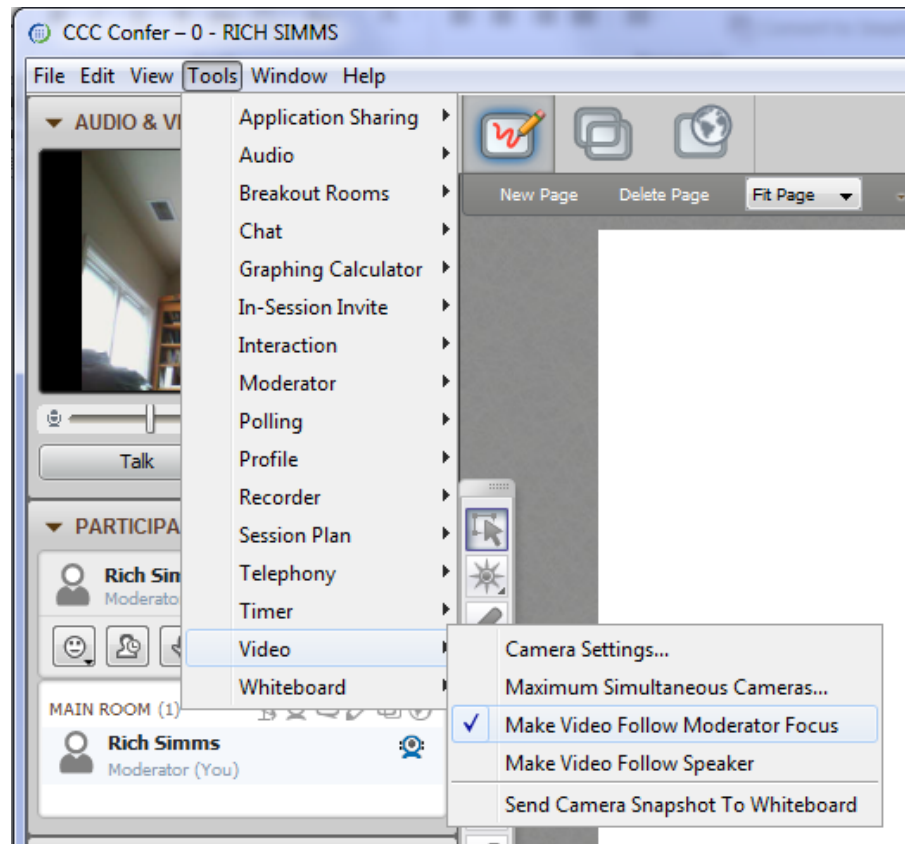 CCC Confer – 0 - RICH SIMMS
File Edit View Tools Window Help
AUDIO & VI
Application Sharing
Audio
Breakout Rooms
Chat
Graphing Calculator
In-Session Invite
Interaction
Moderator
Polling
Profile
Recorder
Session Plan
Telephony
Timer
Video
Whiteboard
New Page Delete Page Fit Page
Talk
PARTICIPA
Rich Sim
Moderato
MAIN ROOM (1)
Rich Simms
Moderator (You)
Camera Settings...
Maximum Simultaneous Cameras...
Make Video Follow Moderator Focus
Make Video Follow Speaker
Send Camera Snapshot To Whiteboard